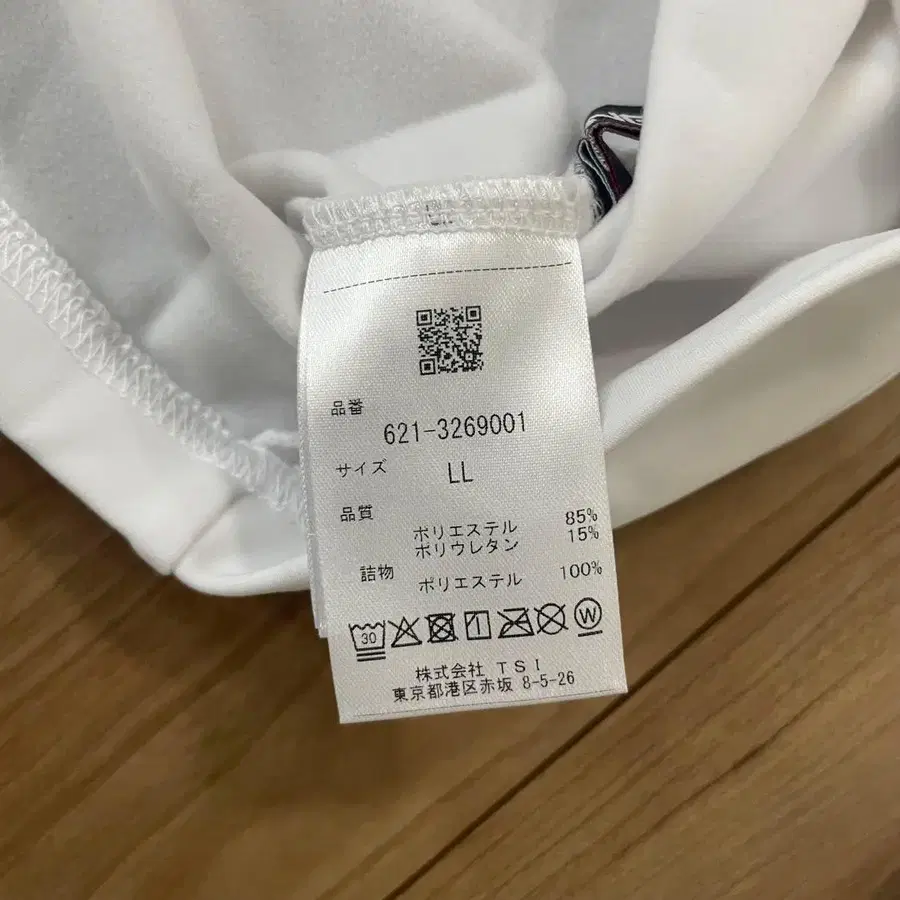 品番
621-3269001
サイズ
LL
品質
ポリエステル 85%
ポリウレタン 15%
詰物
ポリエステル 100%
30 W
株式会社 TSI
東京都港区赤坂 8-5-26